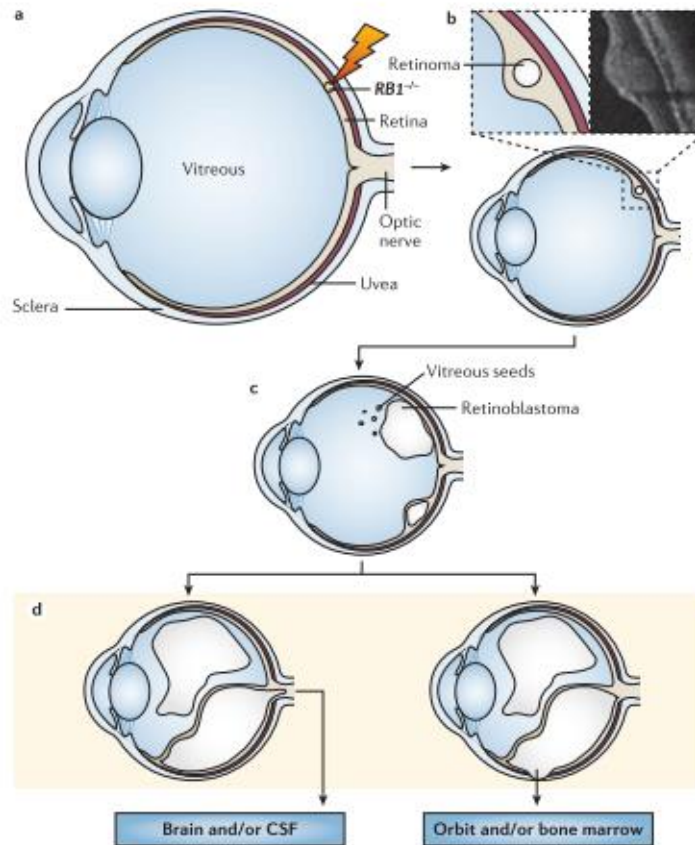 a
b
Retinoma
RB1⁻/⁻
Retina
Vitreous
Optic
nerve
Uvea
Sclera
c
Vitreous seeds
Retinoblastoma
d
Brain and/or CSF
Orbit and/or bone marrow